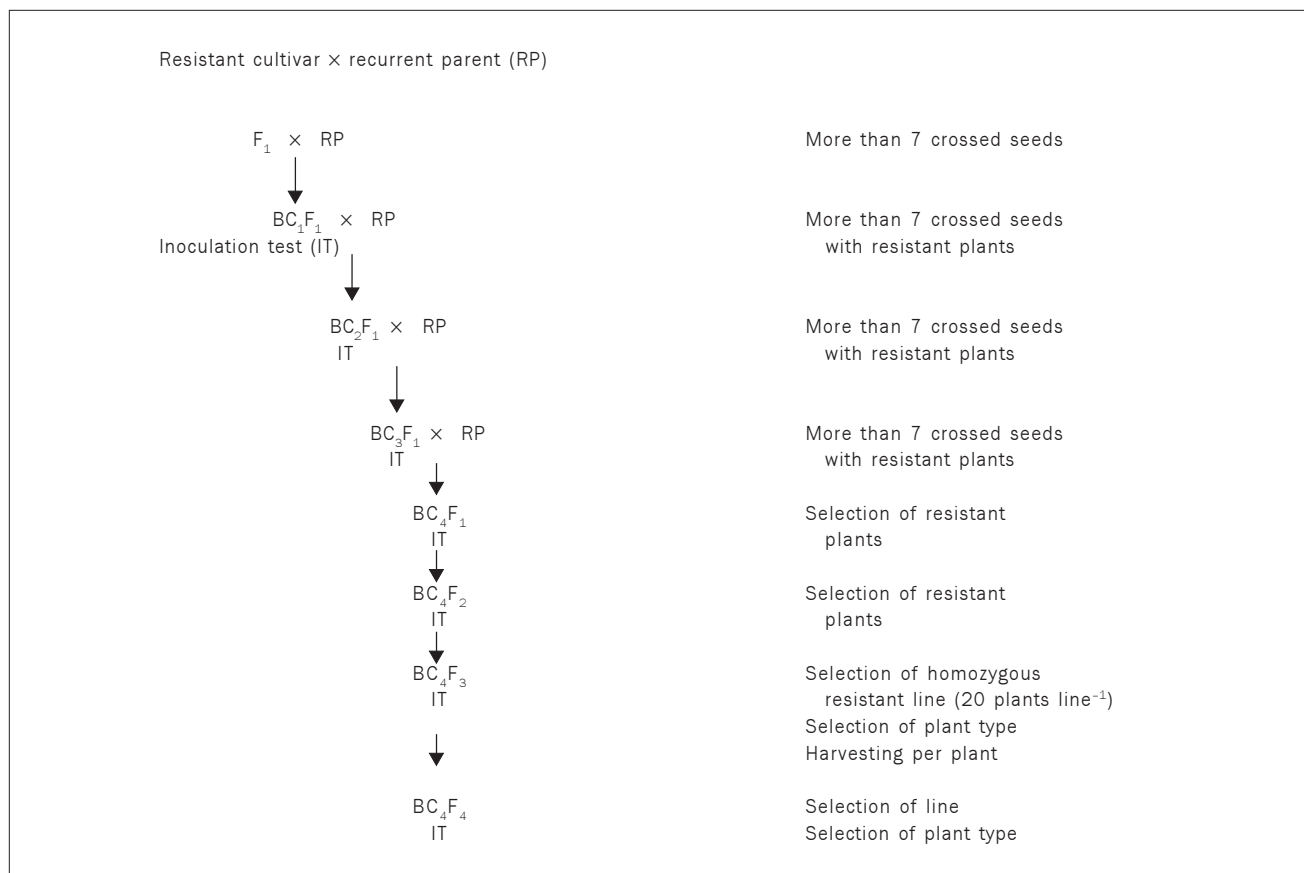 Resistant cultivar × recurrent parent (RP)
F₁ × RP
More than 7 crossed seeds
BC₁F₁ × RP
More than 7 crossed seeds
Inoculation test (IT)
with resistant plants
BC₂F₁ × RP
More than 7 crossed seeds
IT
with resistant plants
BC₃F₁ × RP
More than 7 crossed seeds
IT
with resistant plants
BC₄F₁
Selection of resistant
IT
plants
BC₄F₂
Selection of resistant
IT
plants
BC₄F₃
Selection of homozygous
IT
resistant line (20 plants line⁻¹)
Selection of plant type
Harvesting per plant
BC₄F₄
Selection of line
IT
Selection of plant type